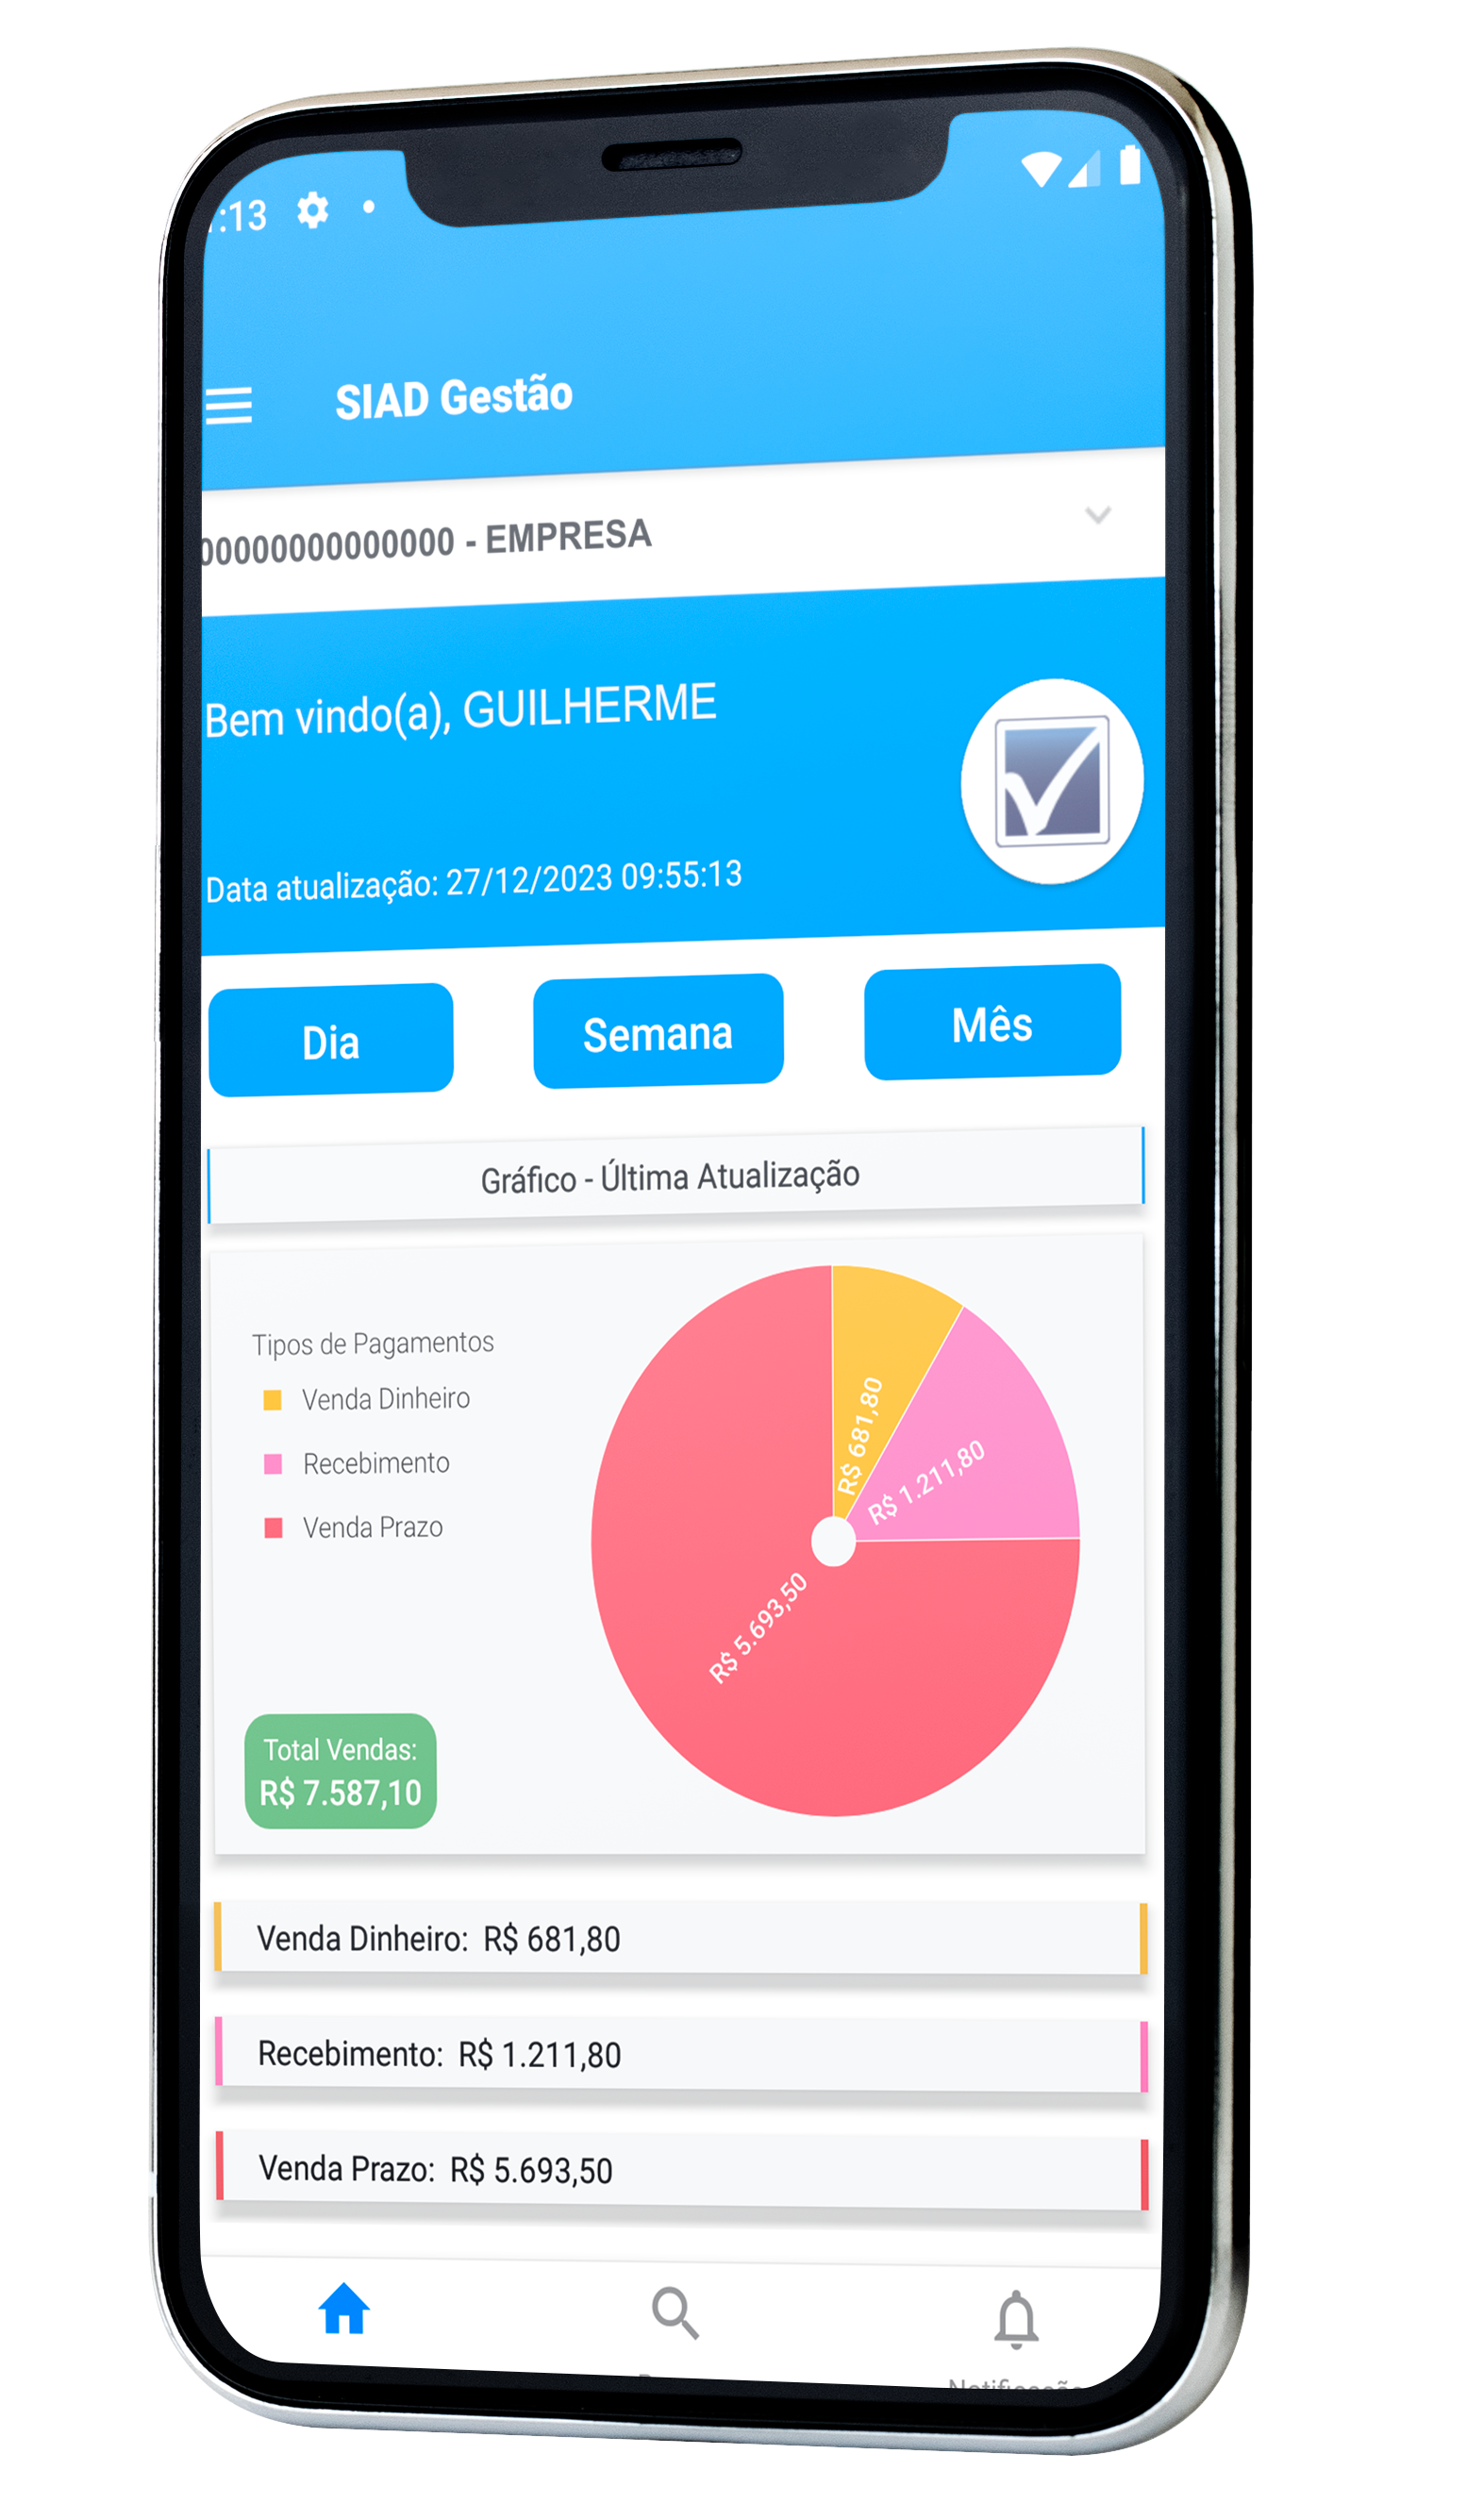 :13
SIAD Gestão
00000000000000 - EMPRESA
Bem vindo(a), GUILHERME
Data atualização: 27/12/2023 09:55:13
Dia
Semana
Mês
Gráfico - Última Atualização
Tipos de Pagamentos
Venda Dinheiro
Recebimento
Venda Prazo
R$ 681,80
R$ 1.211,80
R$ 5.693,50
Total Vendas:
R$ 7.587,10
Venda Dinheiro: R$ 681,80
Recebimento: R$ 1.211,80
Venda Prazo: R$ 5.693,50